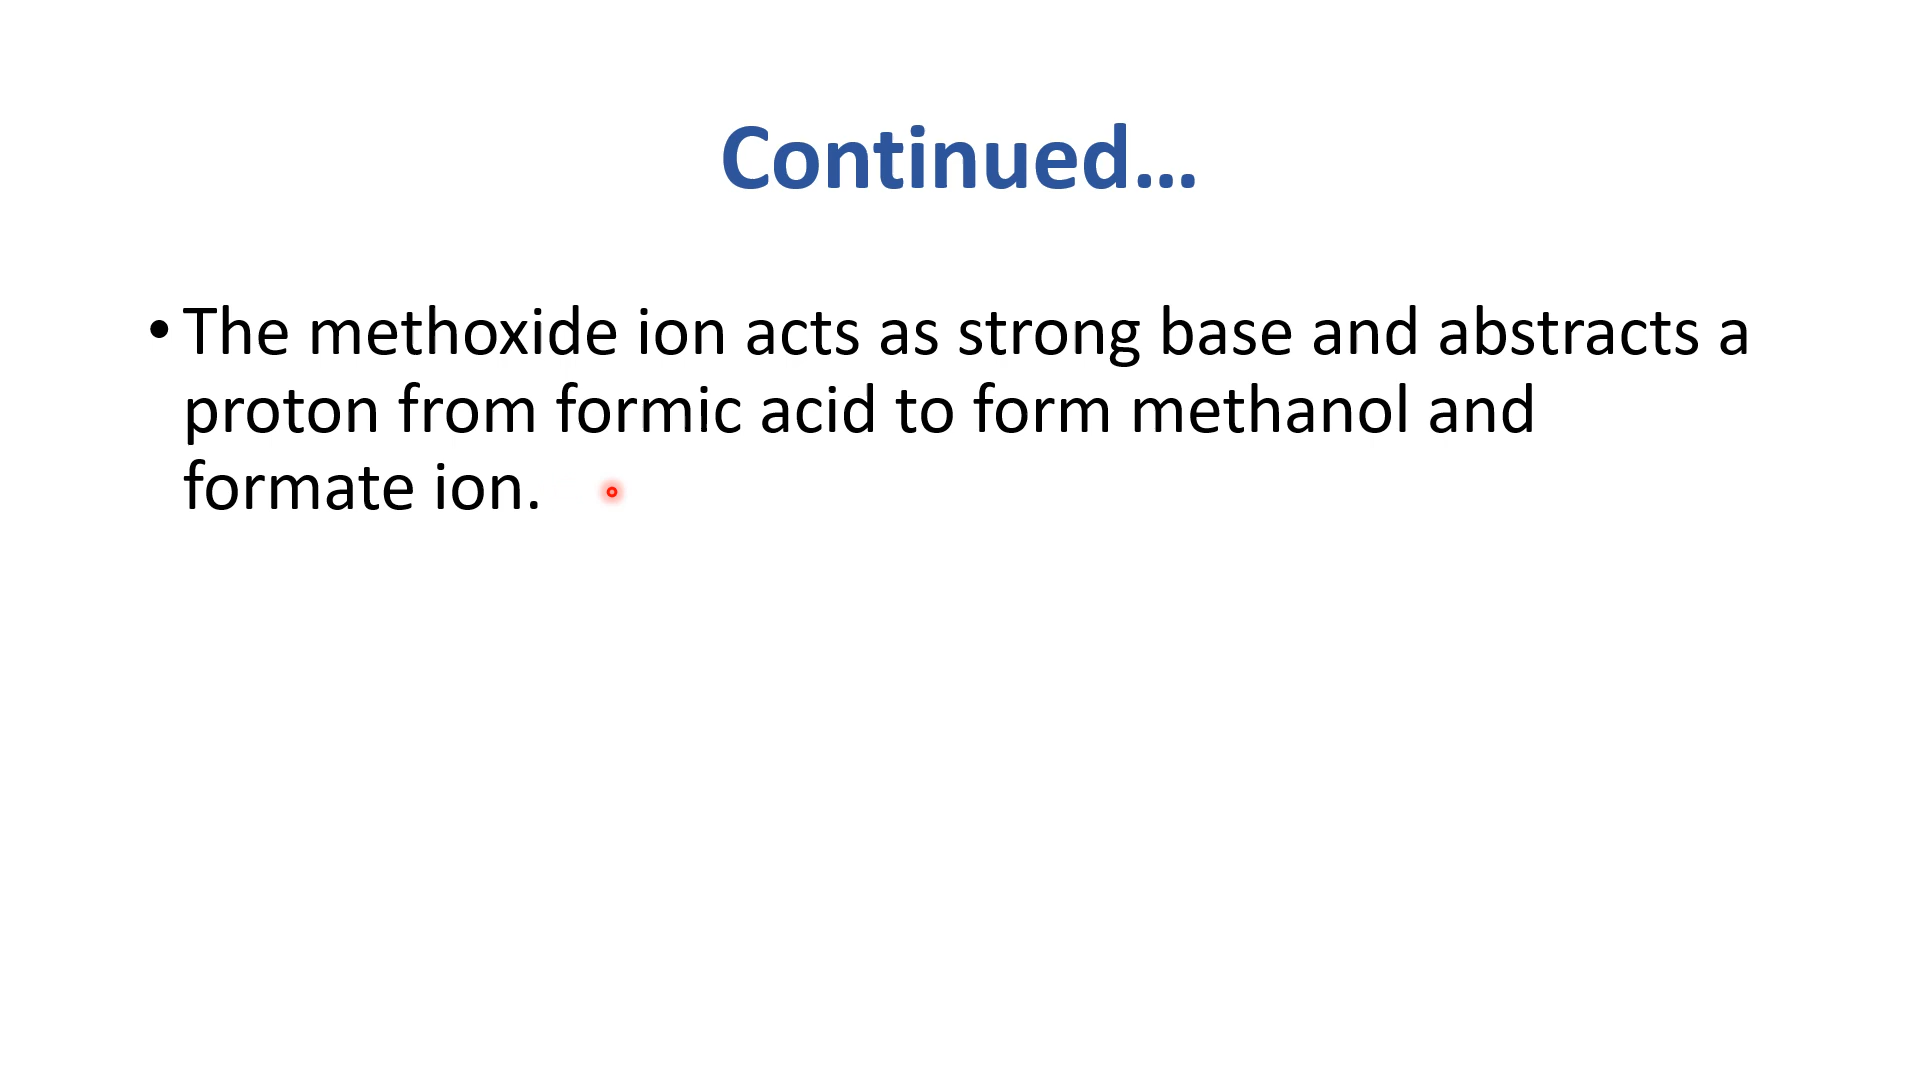 Continued...
• The methoxide ion acts as strong base and abstracts a
proton from formic acid to form methanol and
formate ion.